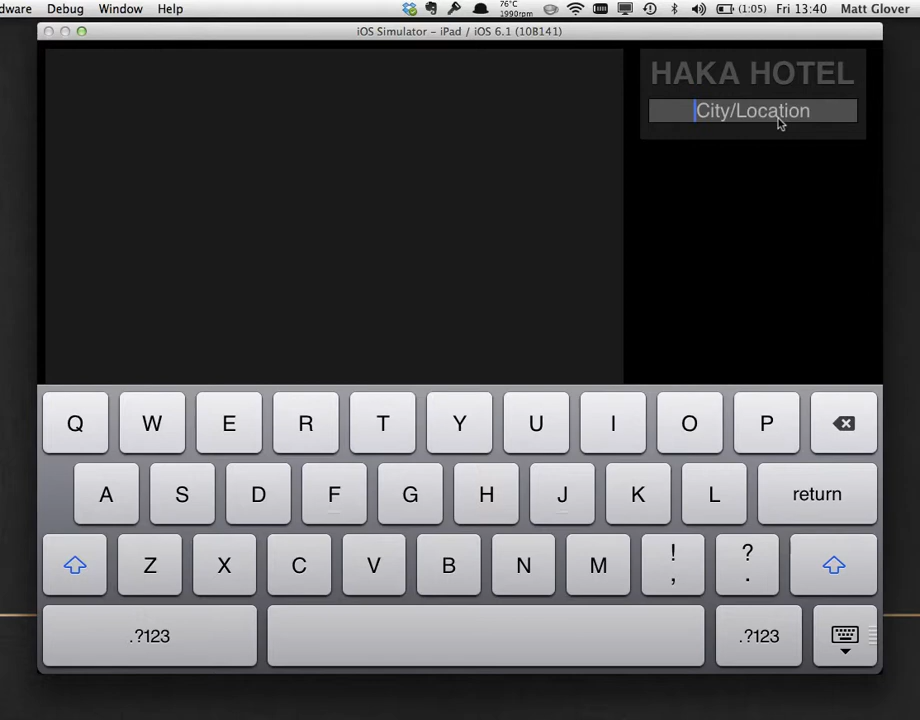 dware Debug Window Help 76°C 1990rpm (1:05) Fri 13:40 Matt Glover
iOS Simulator – iPad / iOS 6.1 (10B141)
HAKA HOTEL
City/Location
Q W E R T Y U I O P
A S D F G H J K L return
Z X C V B N M ! , ? .
.?123 .?123